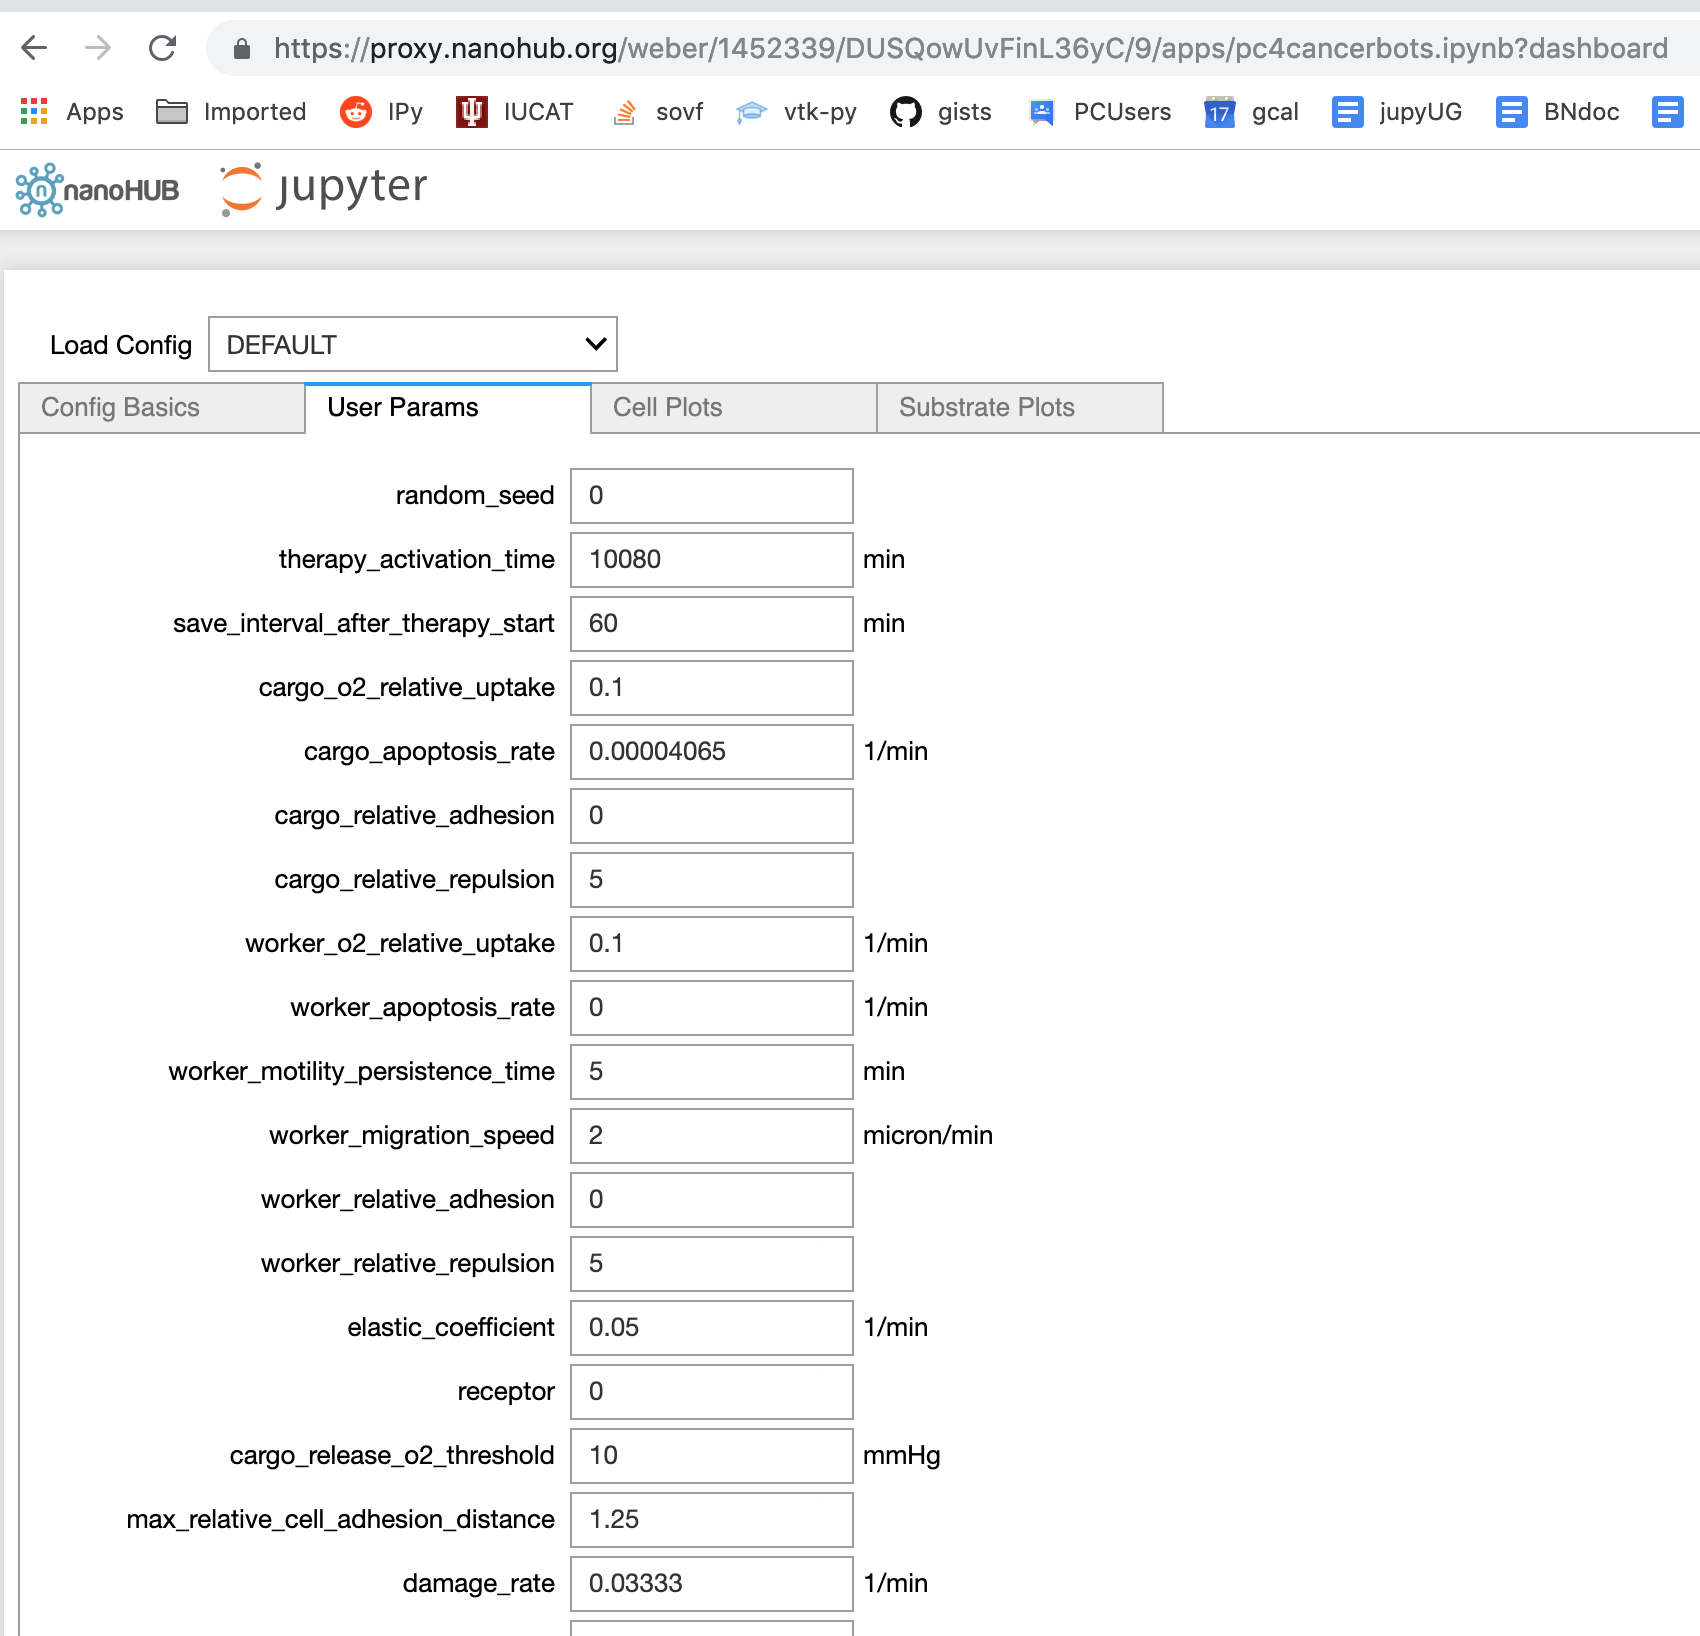 https://proxy.nanohub.org/weber/1452339/DUSQowUvFinL36yC/9/apps/pc4cancerbots.ipynb?dashboard
Apps Imported IPy IUCAT sovf vtk-py gists PCUsers 17 gcal jupyUG BNdoc
n nanoHUB jupyter
Load Config DEFAULT
Config Basics User Params Cell Plots Substrate Plots
random_seed 0
therapy_activation_time 10080 min
save_interval_after_therapy_start 60 min
cargo_o2_relative_uptake 0.1
cargo_apoptosis_rate 0.00004065 1/min
cargo_relative_adhesion 0
cargo_relative_repulsion 5
worker_o2_relative_uptake 0.1 1/min
worker_apoptosis_rate 0 1/min
worker_motility_persistence_time 5 min
worker_migration_speed 2 micron/min
worker_relative_adhesion 0
worker_relative_repulsion 5
elastic_coefficient 0.05 1/min
receptor 0
cargo_release_o2_threshold 10 mmHg
max_relative_cell_adhesion_distance 1.25
damage_rate 0.03333 1/min